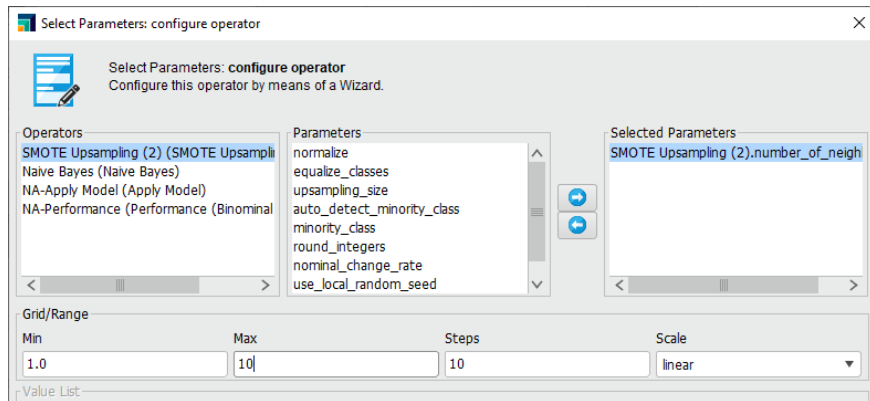 Select Parameters: configure operator
Select Parameters: configure operator
Configure this operator by means of a Wizard.
Operators
SMOTE Upsampling (2) (SMOTE Upsamplin
Naive Bayes (Naive Bayes)
NA-Apply Model (Apply Model)
NA-Performance (Performance (Binominal
Parameters
normalize
equalize_classes
upsampling_size
auto_detect_minority_class
minority_class
round_integers
nominal_change_rate
use_local_random_seed
Selected Parameters
SMOTE Upsampling (2).number_of_neigh
Grid/Range
Min
Max
Steps
Scale
1.0
10
10
linear
Value List